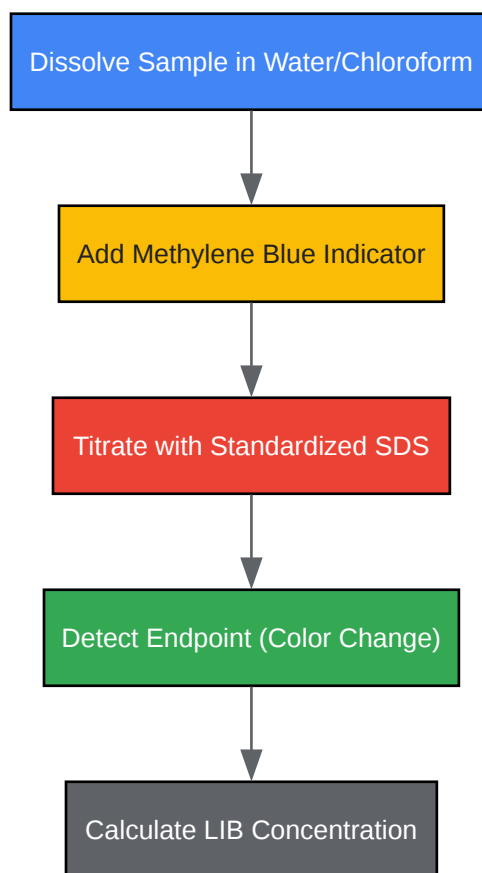 Dissolve Sample in Water/Chloroform
Add Methylene Blue Indicator
Titrate with Standardized SDS
Detect Endpoint (Color Change)
Calculate LIB Concentration